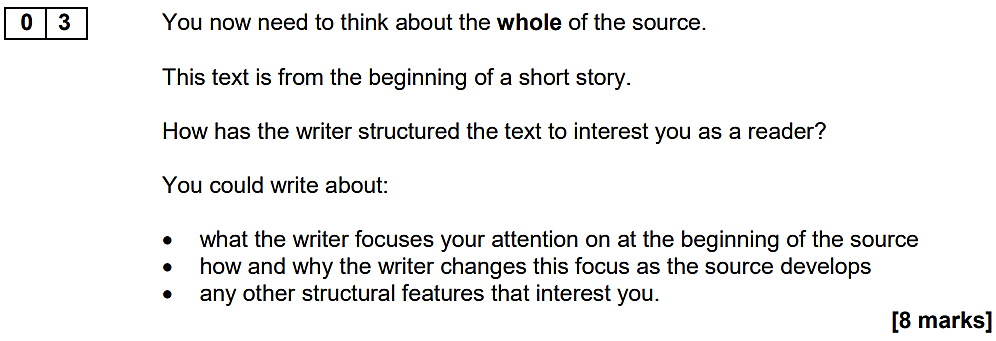 0 3 You now need to think about the whole of the source.
This text is from the beginning of a short story.
How has the writer structured the text to interest you as a reader?
You could write about:
• what the writer focuses your attention on at the beginning of the source
• how and why the writer changes this focus as the source develops
• any other structural features that interest you.
[8 marks]